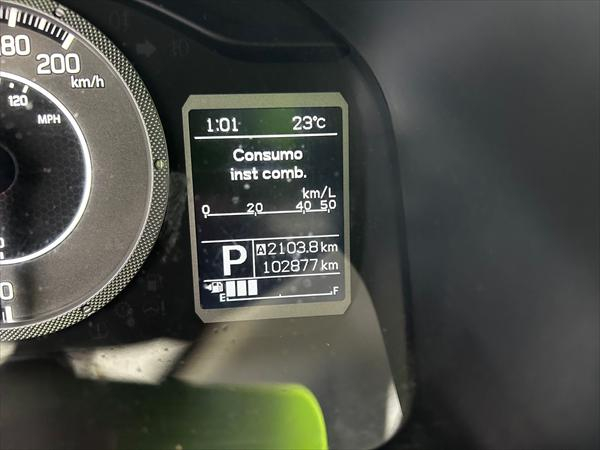 180
200
km/h
120
MPH
1:01 23°C
Consumo
inst comb.
km/L
0 20 40 50
P
A 2103.8 km
102877 km
E F